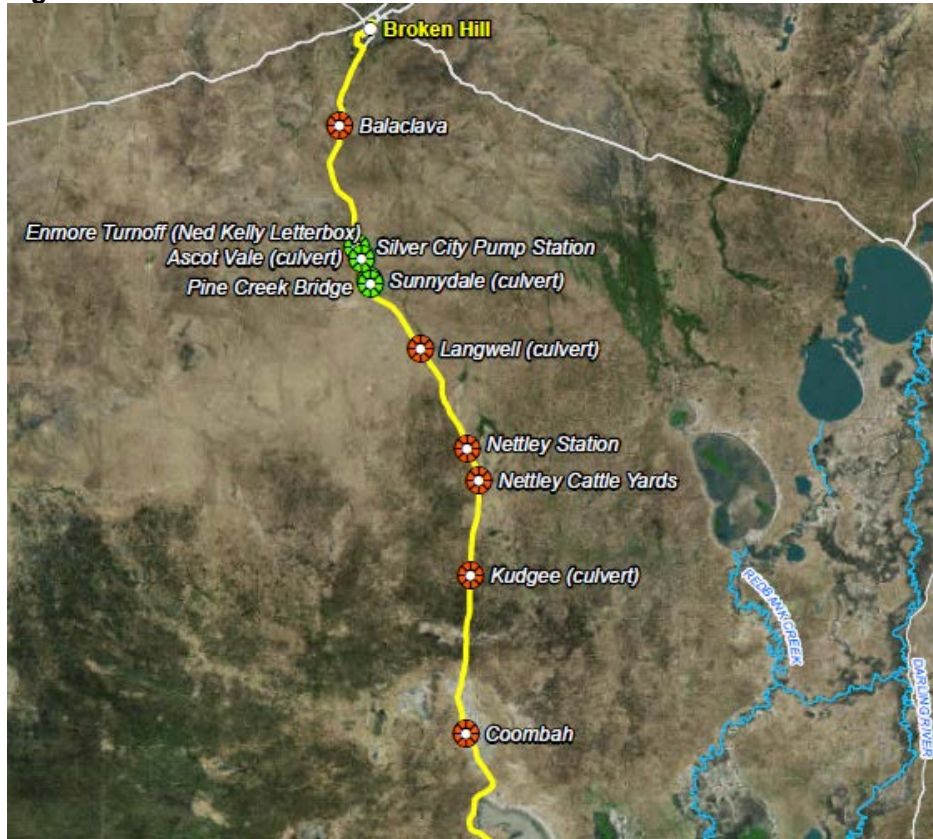 Broken Hill
Balaclava
Enmore Turnoff (Ned Kelly Letterbox)
Silver City Pump Station
Ascot Vale (culvert)
Sunnydale (culvert)
Pine Creek Bridge
Langwell (culvert)
Nettley Station
Nettley Cattle Yards
Kudgee (culvert)
REDBANK CREEK
DARLING RIVER
Coombah